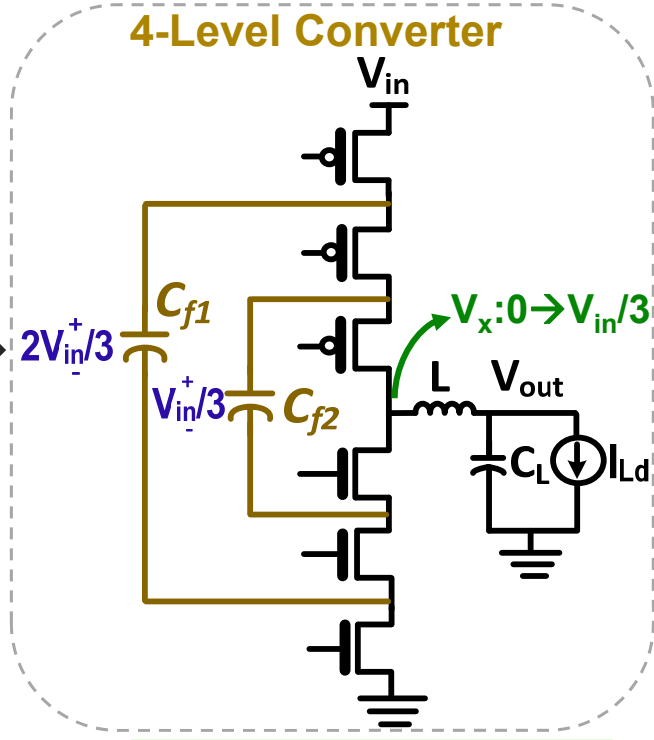 4-Level Converter
Vin
Cf1
2Vin/3
+
-
Vx:0→Vin/3
Vin/3
+
-
Cf2
L
Vout
CL
ILd